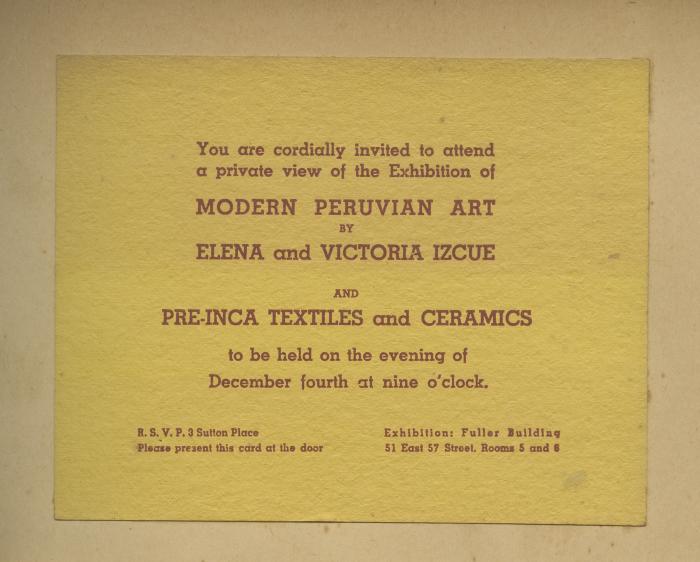 You are cordially invited to attend
a private view of the Exhibition of
MODERN PERUVIAN ART
BY
ELENA and VICTORIA IZCUE
AND
PRE-INCA TEXTILES and CERAMICS
to be held on the evening of
December fourth at nine o'clock.
R. S. V. P. 3 Sutton Place
Please present this card at the door
Exhibition: Fuller Building
51 East 57 Street, Rooms 5 and 6